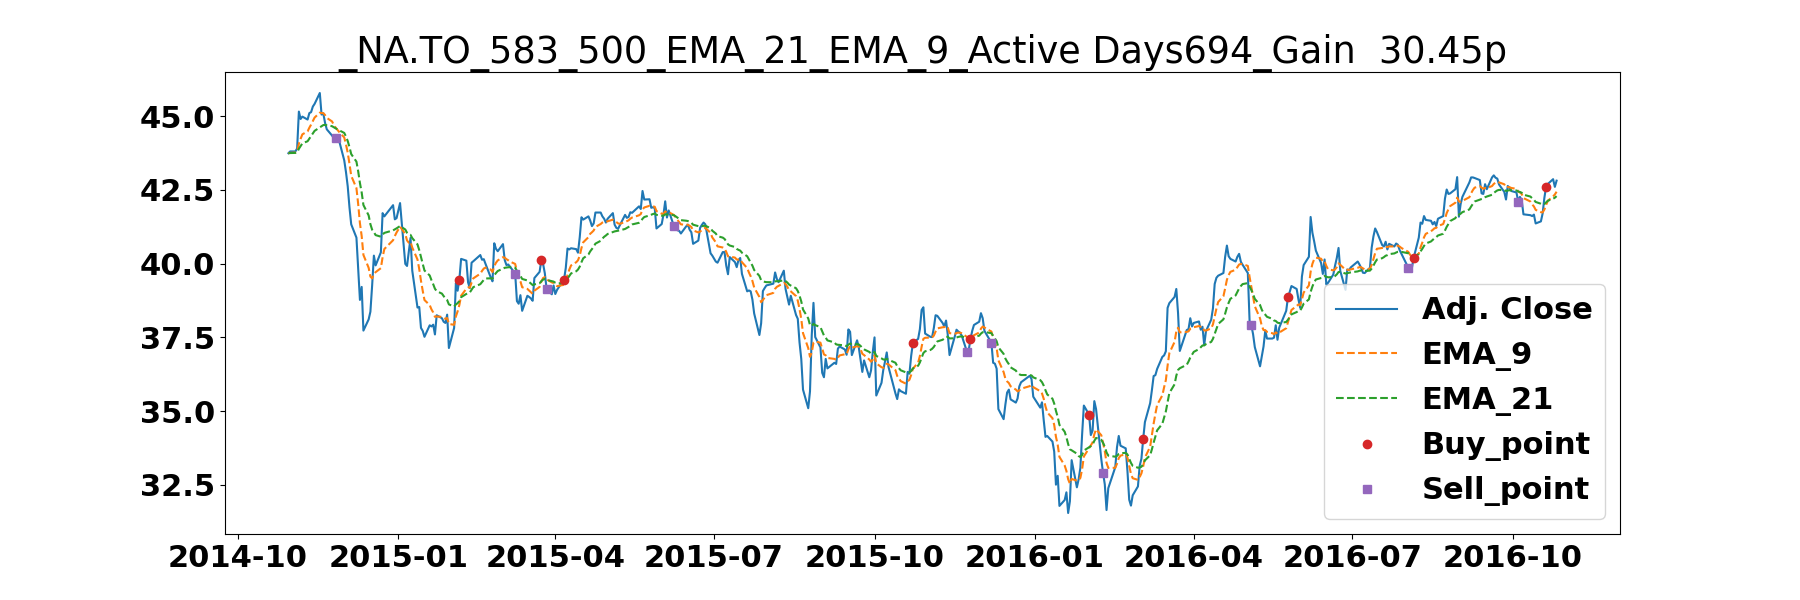 _NA.TO_583_500_EMA_21_EMA_9_Active Days694_Gain  30.45p
45.0
42.5
40.0
37.5
35.0
32.5
Adj. Close
EMA_9
EMA_21
Buy_point
Sell_point
2014-10 2015-01 2015-04 2015-07 2015-10 2016-01 2016-04 2016-07 2016-10